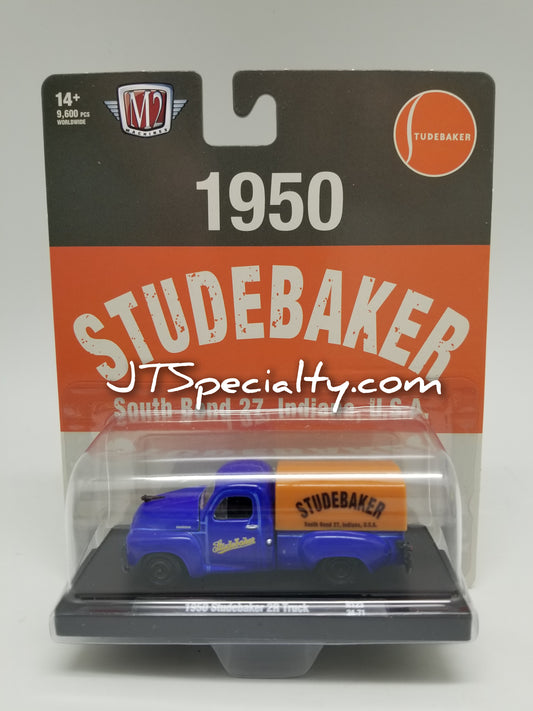 14+
9,600 PCS
WORLDWIDE
M2
MACHINES
STUDEBAKER
1950
STUDEBAKER
JTSpecialty.com
South Bend 27, Indiana, U.S.A.
STUDEBAKER
South Bend 27, Indiana, U.S.A.
Studebaker
1950 Studebaker 2R Truck